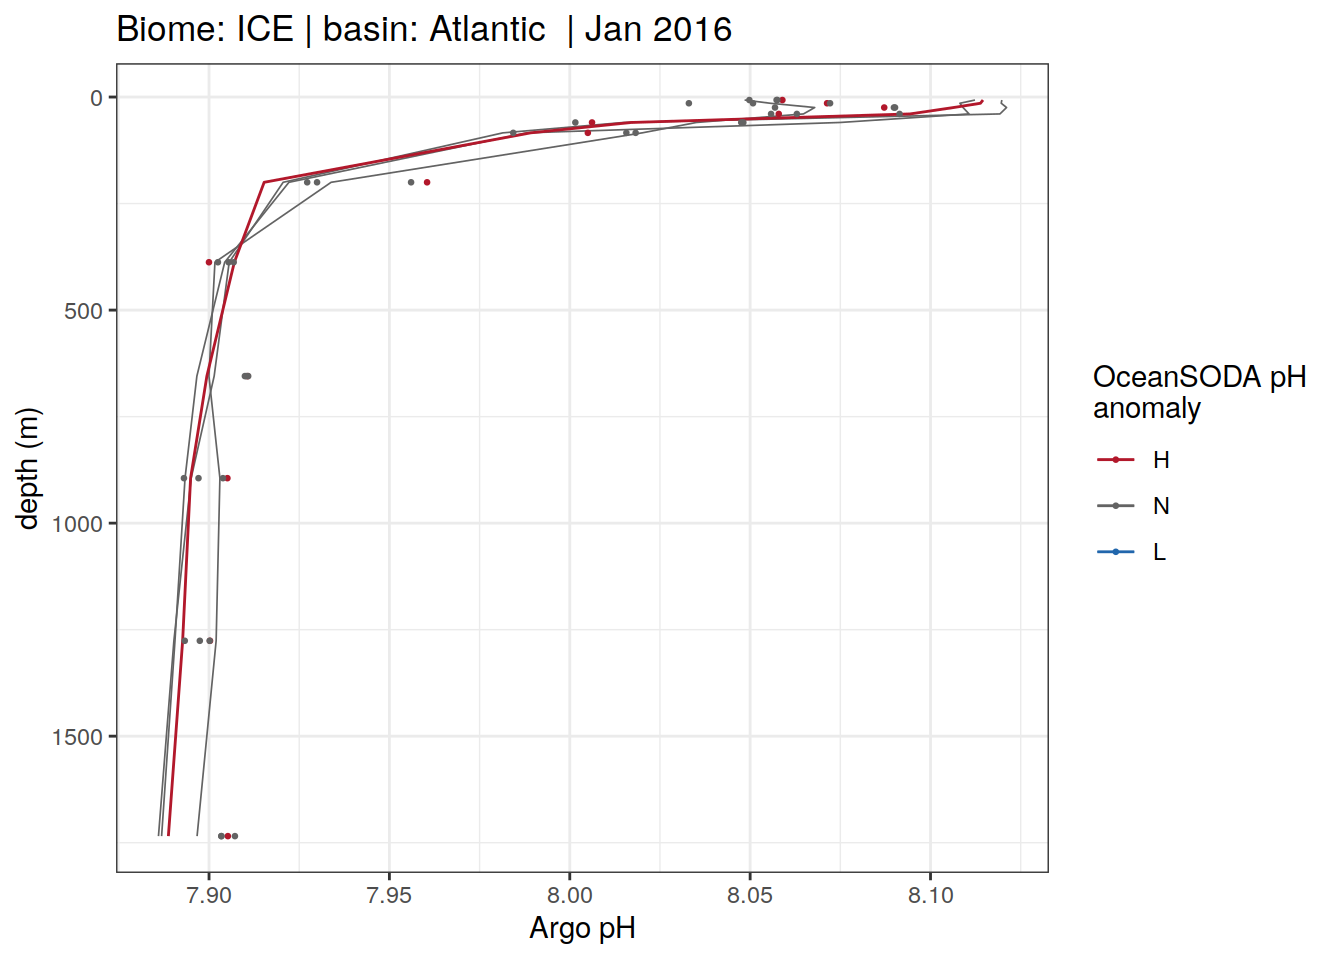 Biome: ICE | basin: Atlantic  | Jan 2016
0
500
1000
1500
depth (m)
7.90
7.95
8.00
8.05
8.10
Argo pH
OceanSODA pH
anomaly
H
N
L